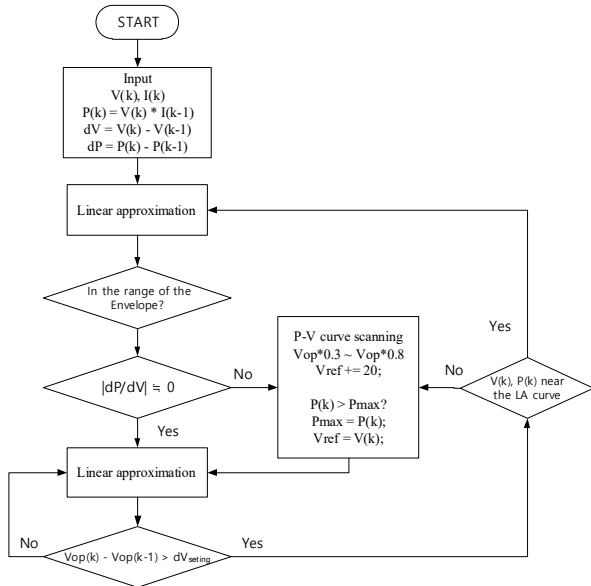 START
Input
V(k), I(k)
P(k) = V(k) * I(k-1)
dV = V(k) - V(k-1)
dP = P(k) - P(k-1)
Linear approximation
In the range of the
Envelope?
|dP/dV| ≒ 0
No
Yes
P-V curve scanning
Vop*0.3 ~ Vop*0.8
Vref += 20;
P(k) > Pmax?
Pmax = P(k);
Vref = V(k);
Yes
No
V(k), P(k) near
the LA curve
Linear approximation
No
Vop(k) - Vop(k-1) > dVseting
Yes